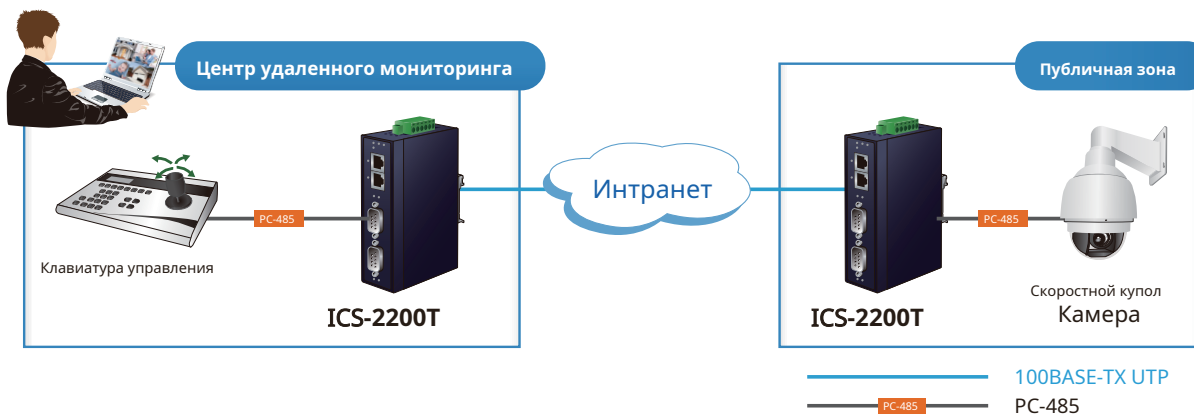 Центр удаленного мониторинга
Публичная зона
PC-485
Интранет
PC-485
Клавиатура управления
ICS-2200T
ICS-2200T
Скоростной купол
Камера
100BASE-TX UTP
PC-485
PC-485